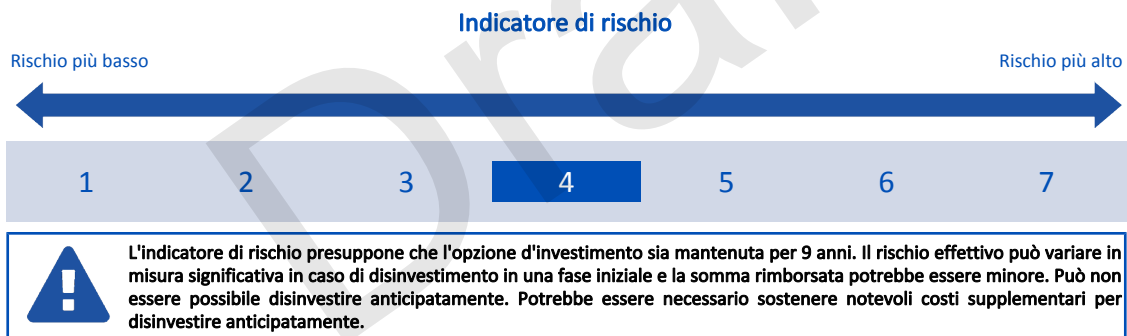 Indicatore di rischio
Rischio più basso
Rischio più alto
1 2 3 4 5 6 7
L'indicatore di rischio presuppone che l'opzione d'investimento sia mantenuta per 9 anni. Il rischio effettivo può variare in
misura significativa in caso di disinvestimento in una fase iniziale e la somma rimborsata potrebbe essere minore. Può non
essere possibile disinvestire anticipatamente. Potrebbe essere necessario sostenere notevoli costi supplementari per
disinvestire anticipatamente.